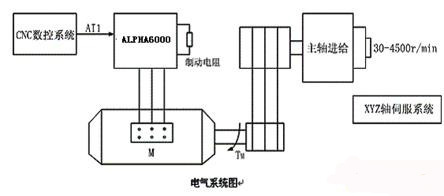 CNC数控系统
AT1
ALPHA6000
制动电阻
主轴进给
30-4500r/min
XYZ轴伺服系统
M
TM
电气系统图